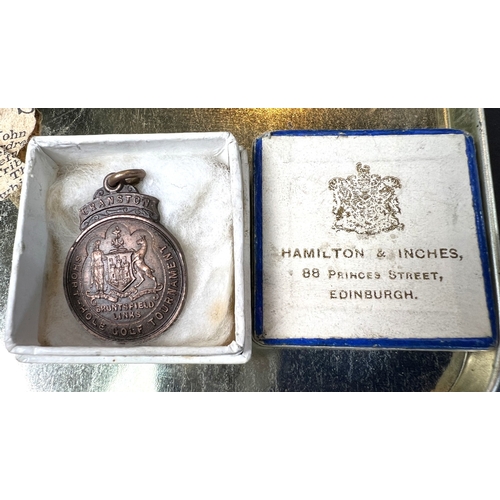 John
CRANSTON
SHORT HOLE GOLF TOURNAMENT
BRUNTSFIELD
LINKS
HAMILTON & INCHES,
88 PRINCES STREET,
EDINBURGH.